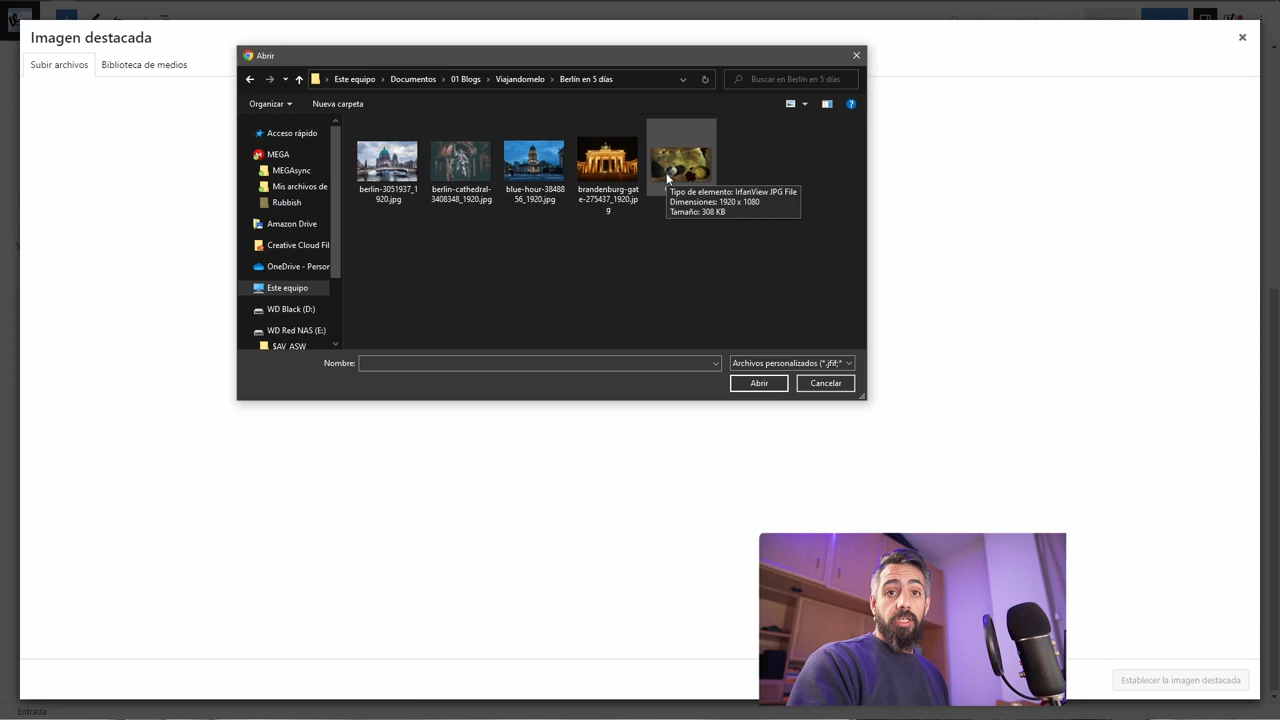 Imagen destacada
Subir archivos
Biblioteca de medios
Abrir
Este equipo
Documentos
01 Blogs
Viajandomelo
Berlín en 5 días
Buscar en Berlín en 5 días
Organizar
Nueva carpeta
Acceso rápido
MEGA
MEGAsync
Mis archivos de
Rubbish
Amazon Drive
Creative Cloud Fil
OneDrive - Person
Este equipo
WD Black (D:)
WD Red NAS (E:)
$AV_ASW
berlin-3051937_1
920.jpg
berlin-cathedral-
3408348_1920.jpg
blue-hour-38488
56_1920.jpg
brandenburg-gat
e-275437_1920.jp
g
Tipo de elemento: IrfanView JPG File
Dimensiones: 1920 x 1080
Tamaño: 308 KB
Nombre:
Archivos personalizados (*.jfif;*
Abrir
Cancelar
Establecer la imagen destacada
Entrada